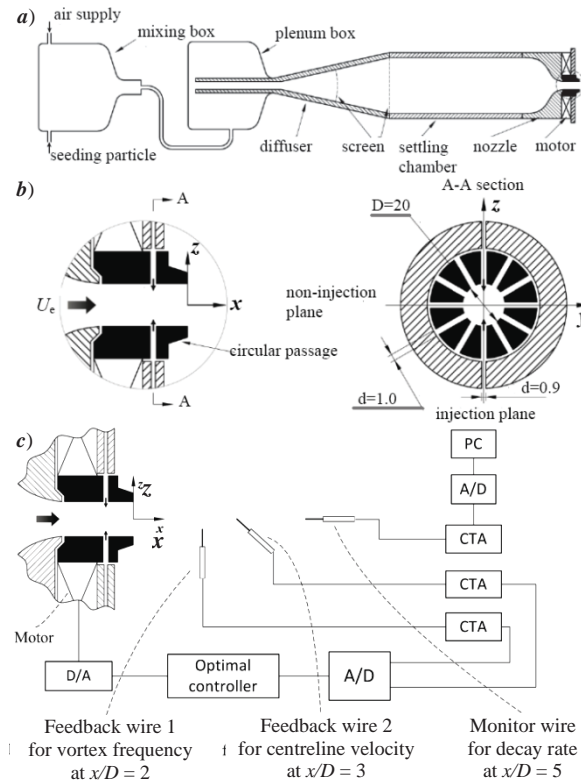 a)
air supply
mixing box
plenum box
seeding particle
diffuser
screen
settling
chamber
nozzle
motor
b)
A
z
x
Uₑ
circular passage
A
A-A section
z
D=20
non-injection
plane
y
d=1.0
d=0.9
injection plane
c)
z
z
x
x
Motor
PC
A/D
CTA
CTA
CTA
D/A
Optimal
controller
A/D
Feedback wire 1
for vortex frequency
at x/D = 2
Feedback wire 2
for centreline velocity
at x/D = 3
Monitor wire
for decay rate
at x/D = 5